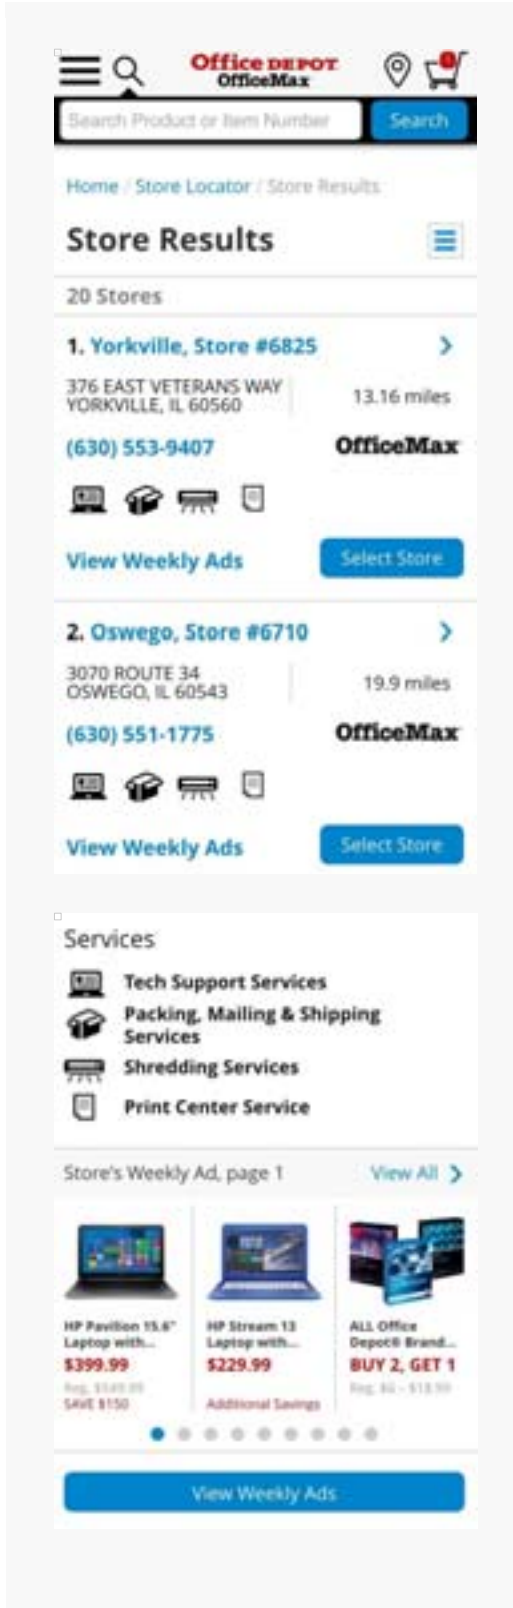 Office DEPOT
OfficeMax
Search Product or Item Number
Search
Home / Store Locator / Store Results
Store Results
20 Stores
1. Yorkville, Store #6825
376 EAST VETERANS WAY
YORKVILLE, IL 60560
13.16 miles
(630) 553-9407
OfficeMax
View Weekly Ads
Select Store
2. Oswego, Store #6710
3070 ROUTE 34
OSWEGO, IL 60543
19.9 miles
(630) 551-1775
OfficeMax
View Weekly Ads
Select Store
Services
Tech Support Services
Packing, Mailing & Shipping
Services
Shredding Services
Print Center Service
Store's Weekly Ad, page 1
View All
HP Pavilion 15.6"
Laptop with...
$399.99
Reg. $549.99
SAVE $150
HP Stream 13
Laptop with...
$229.99
Additional Savings
ALL Office
Depot® Brand...
BUY 2, GET 1
Reg.
View Weekly Ads